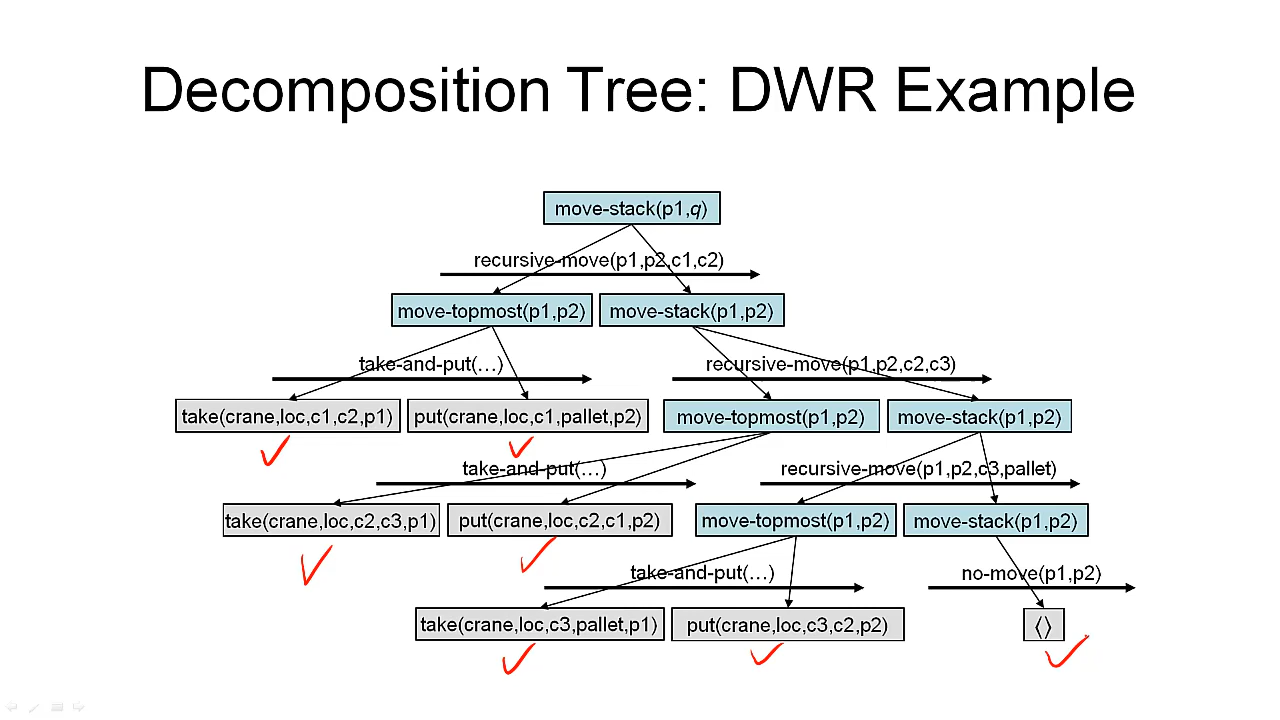 Decomposition Tree: DWR Example
move-stack(p1,q)
recursive-move(p1,p2,c1,c2)
move-topmost(p1,p2)
move-stack(p1,p2)
take-and-put(…)
recursive-move(p1,p2,c2,c3)
take(crane,loc,c1,c2,p1)
put(crane,loc,c1,pallet,p2)
move-topmost(p1,p2)
move-stack(p1,p2)
take-and-put(…)
recursive-move(p1,p2,c3,pallet)
take(crane,loc,c2,c3,p1)
put(crane,loc,c2,c1,p2)
move-topmost(p1,p2)
move-stack(p1,p2)
take-and-put(…)
no-move(p1,p2)
take(crane,loc,c3,pallet,p1)
put(crane,loc,c3,c2,p2)
⟨⟩